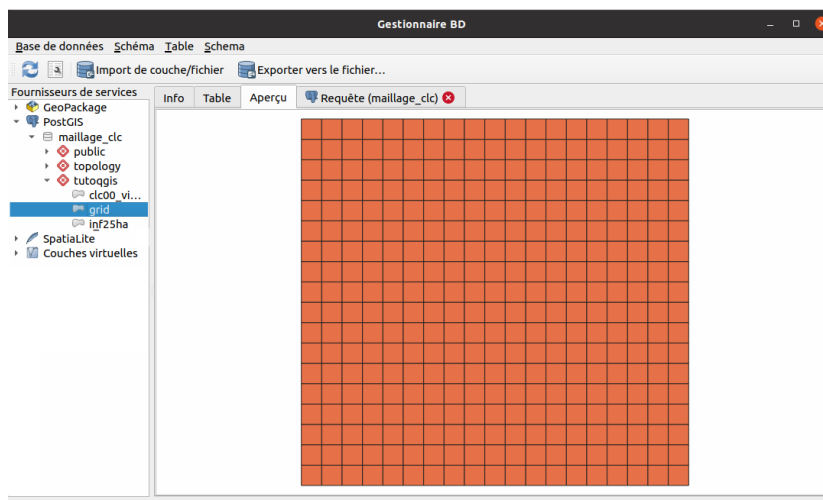 Gestionnaire BD
Base de données Schéma Table Schema
Import de couche/fichier Exporter vers le fichier...
Fournisseurs de services
GeoPackage
PostGIS
maillage_clc
public
topology
tutoqgis
clc00_vi...
grid
inf25ha
SpatiaLite
Couches virtuelles
Info Table Aperçu Requête (maillage_clc)